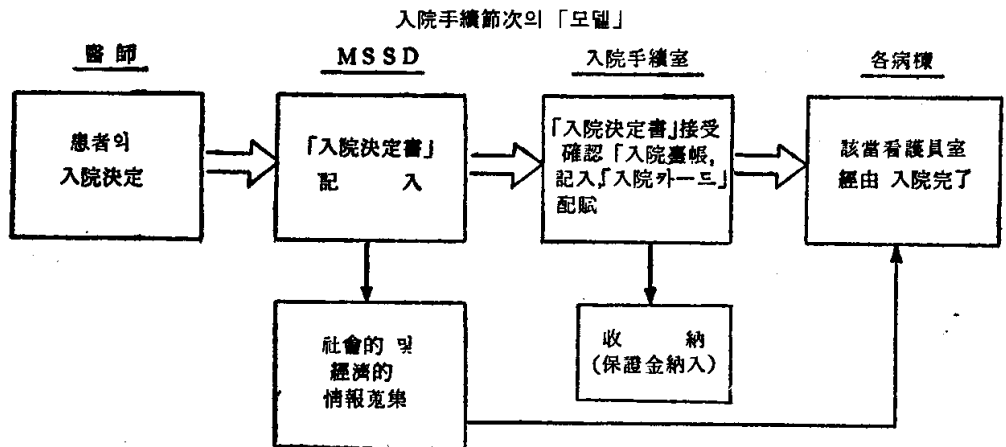 入院手續節次의 「모델」
醫師
MSSD
入院手續室
各病棟
患者의
入院決定
「入院決定書」
記 入
「入院決定書」接受
確認「入院臺帳,
記入,「入院카ー드」
配賦
該當看護員室
經由 入院完了
社會的 및
經濟的
情報蒐集
收 納
(保證金納入)